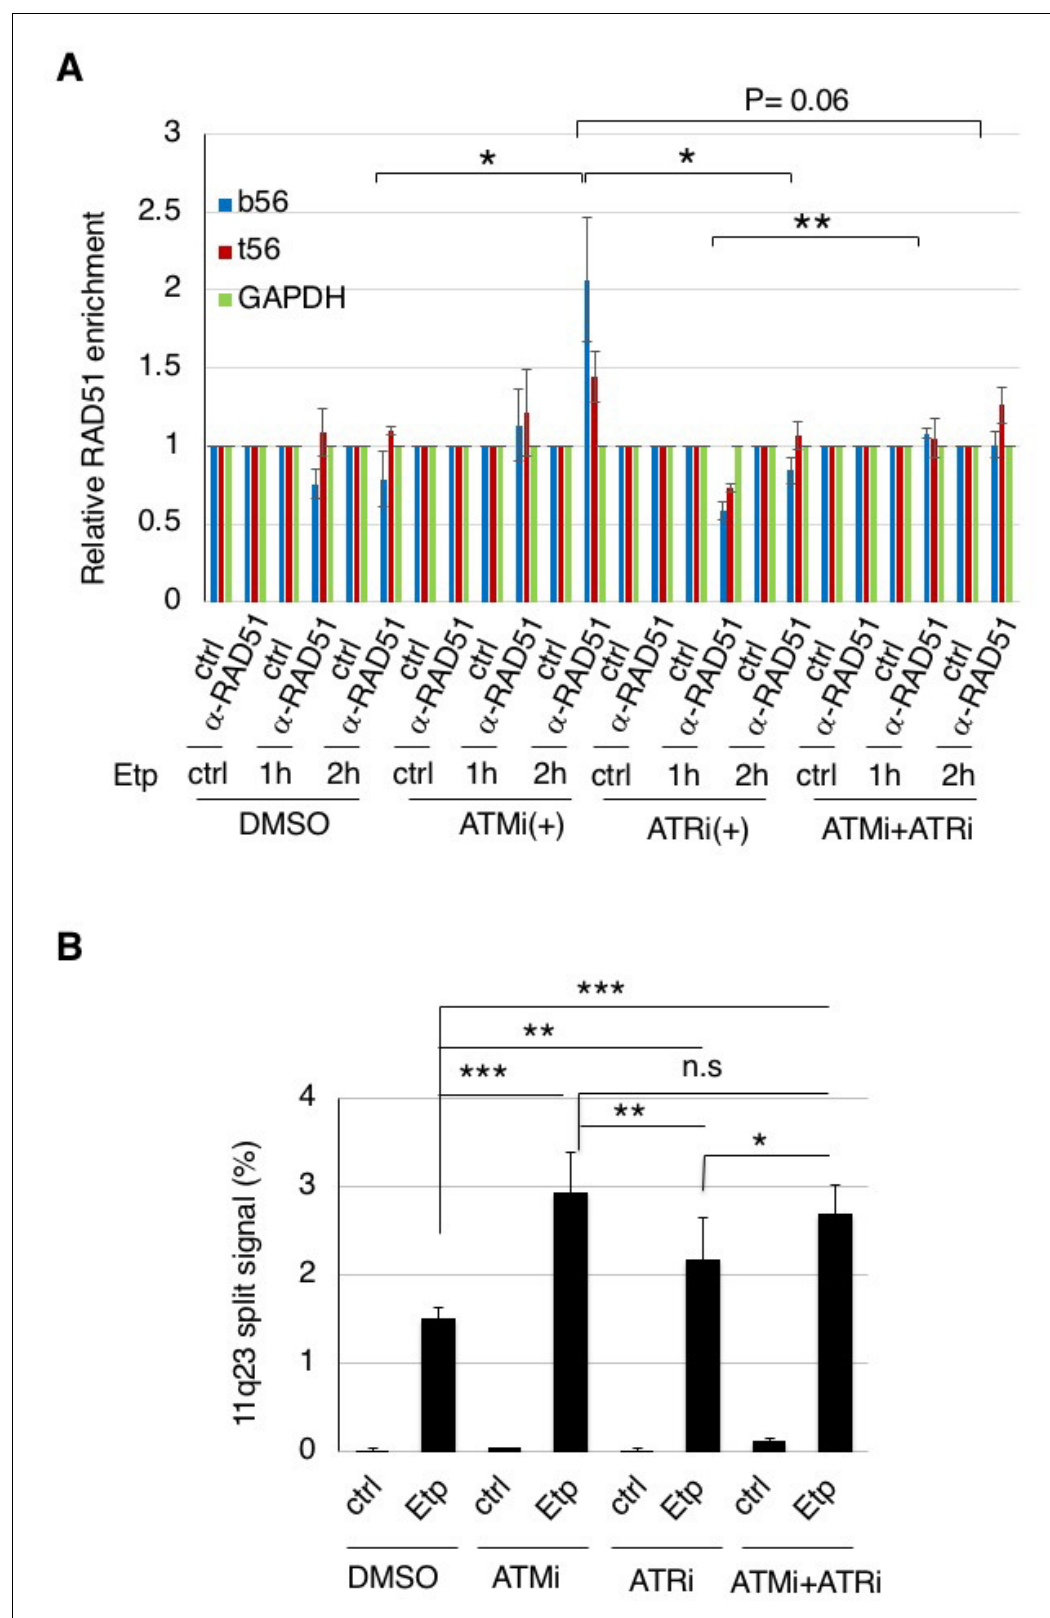 A
P= 0.06
3
* *
2.5
b56
**
t56
2
GAPDH
1.5
1
0.5
0
Relative RAD51 enrichment
ctrl α-RAD51 ctrl α-RAD51 ctrl α-RAD51 ctrl α-RAD51 ctrl α-RAD51 ctrl α-RAD51 ctrl α-RAD51 ctrl α-RAD51 ctrl α-RAD51 ctrl α-RAD51 ctrl α-RAD51 ctrl α-RAD51
Etp ctrl 1h 2h ctrl 1h 2h ctrl 1h 2h ctrl 1h 2h
DMSO ATMi(+) ATRi(+) ATMi+ATRi
B
***
**
*** n.s
**
*
4
3
2
1
0
11q23 split signal (%)
ctrl Etp ctrl Etp ctrl Etp ctrl Etp
DMSO ATMi ATRi ATMi+ATRi